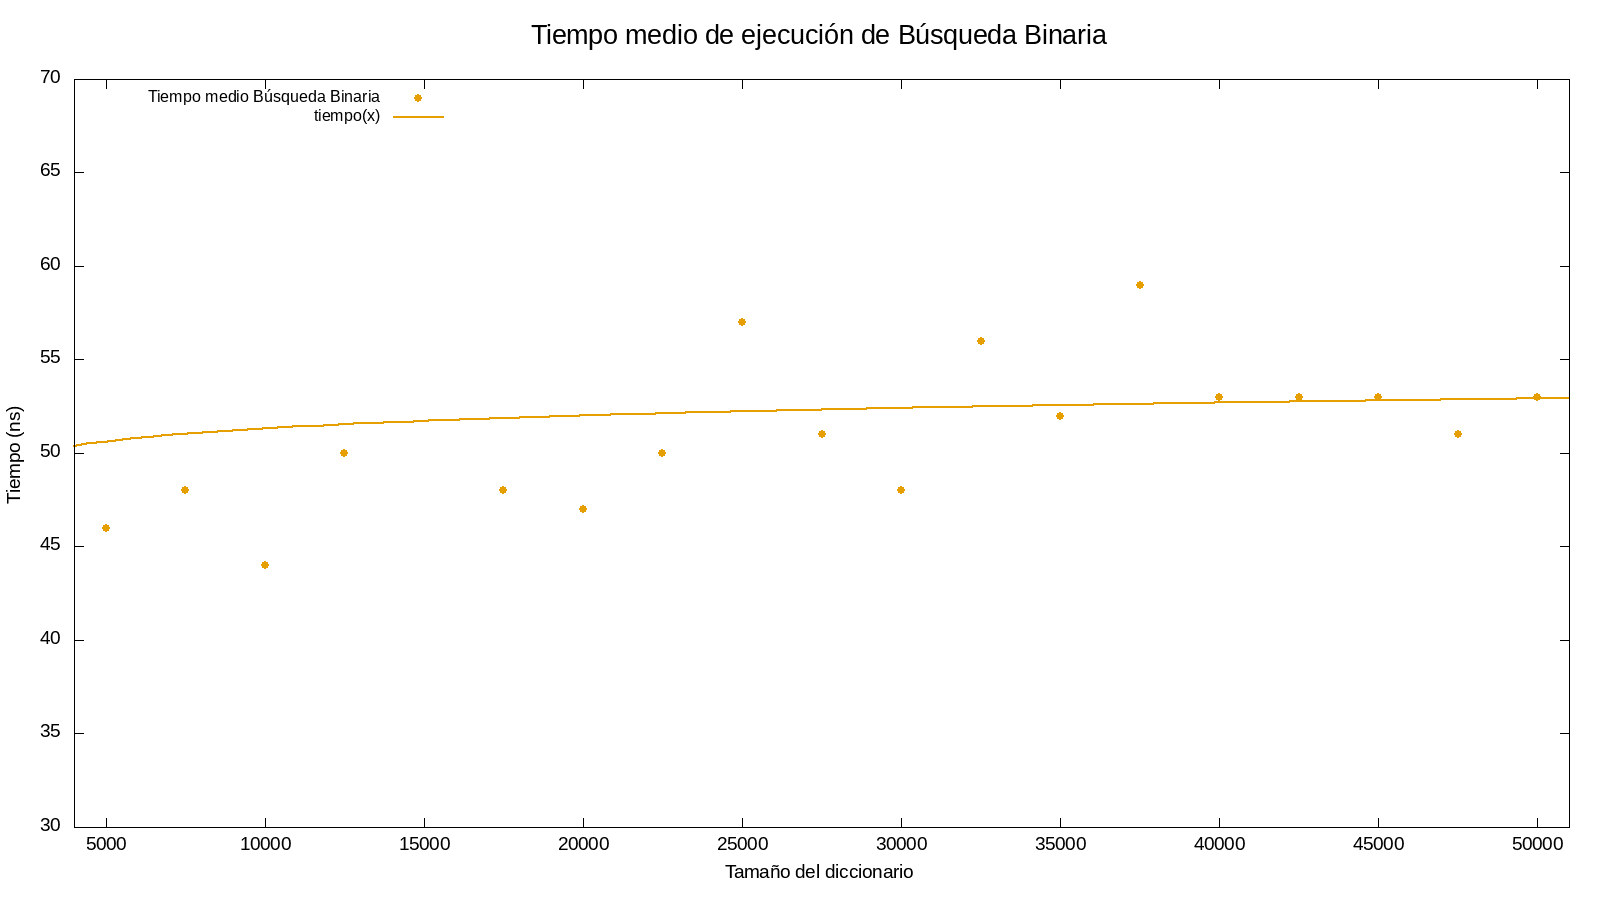 Tiempo medio de ejecución de Búsqueda Binaria
70
Tiempo medio Búsqueda Binaria
tiempo(x)
65
60
55
50
45
40
35
30
Tiempo (ns)
5000 10000 15000 20000 25000 30000 35000 40000 45000 50000
Tamaño del diccionario